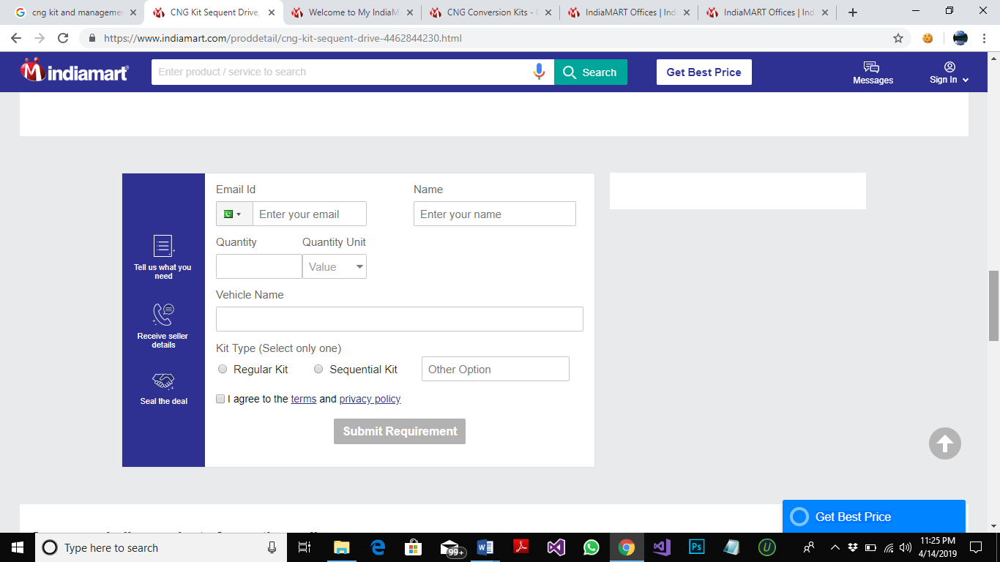 cng kit and manageme
CNG Kit Sequent Drive,
Welcome to My IndiaM
CNG Conversion Kits - 
IndiaMART Offices | Ind
IndiaMART Offices | Ind
https://www.indiamart.com/proddetail/cng-kit-sequent-drive-4462844230.html
indiamart
Enter product / service to search
Search
Get Best Price
Messages
Sign In
Email Id
Name
Enter your email
Enter your name
Quantity
Quantity Unit
Value
Vehicle Name
Kit Type (Select only one)
Regular Kit
Sequential Kit
Other Option
I agree to the terms and privacy policy
Submit Requirement
Tell us what you
need
Receive seller
details
Seal the deal
Get Best Price
Type here to search
99+
Ps
11:25 PM
4/14/2019